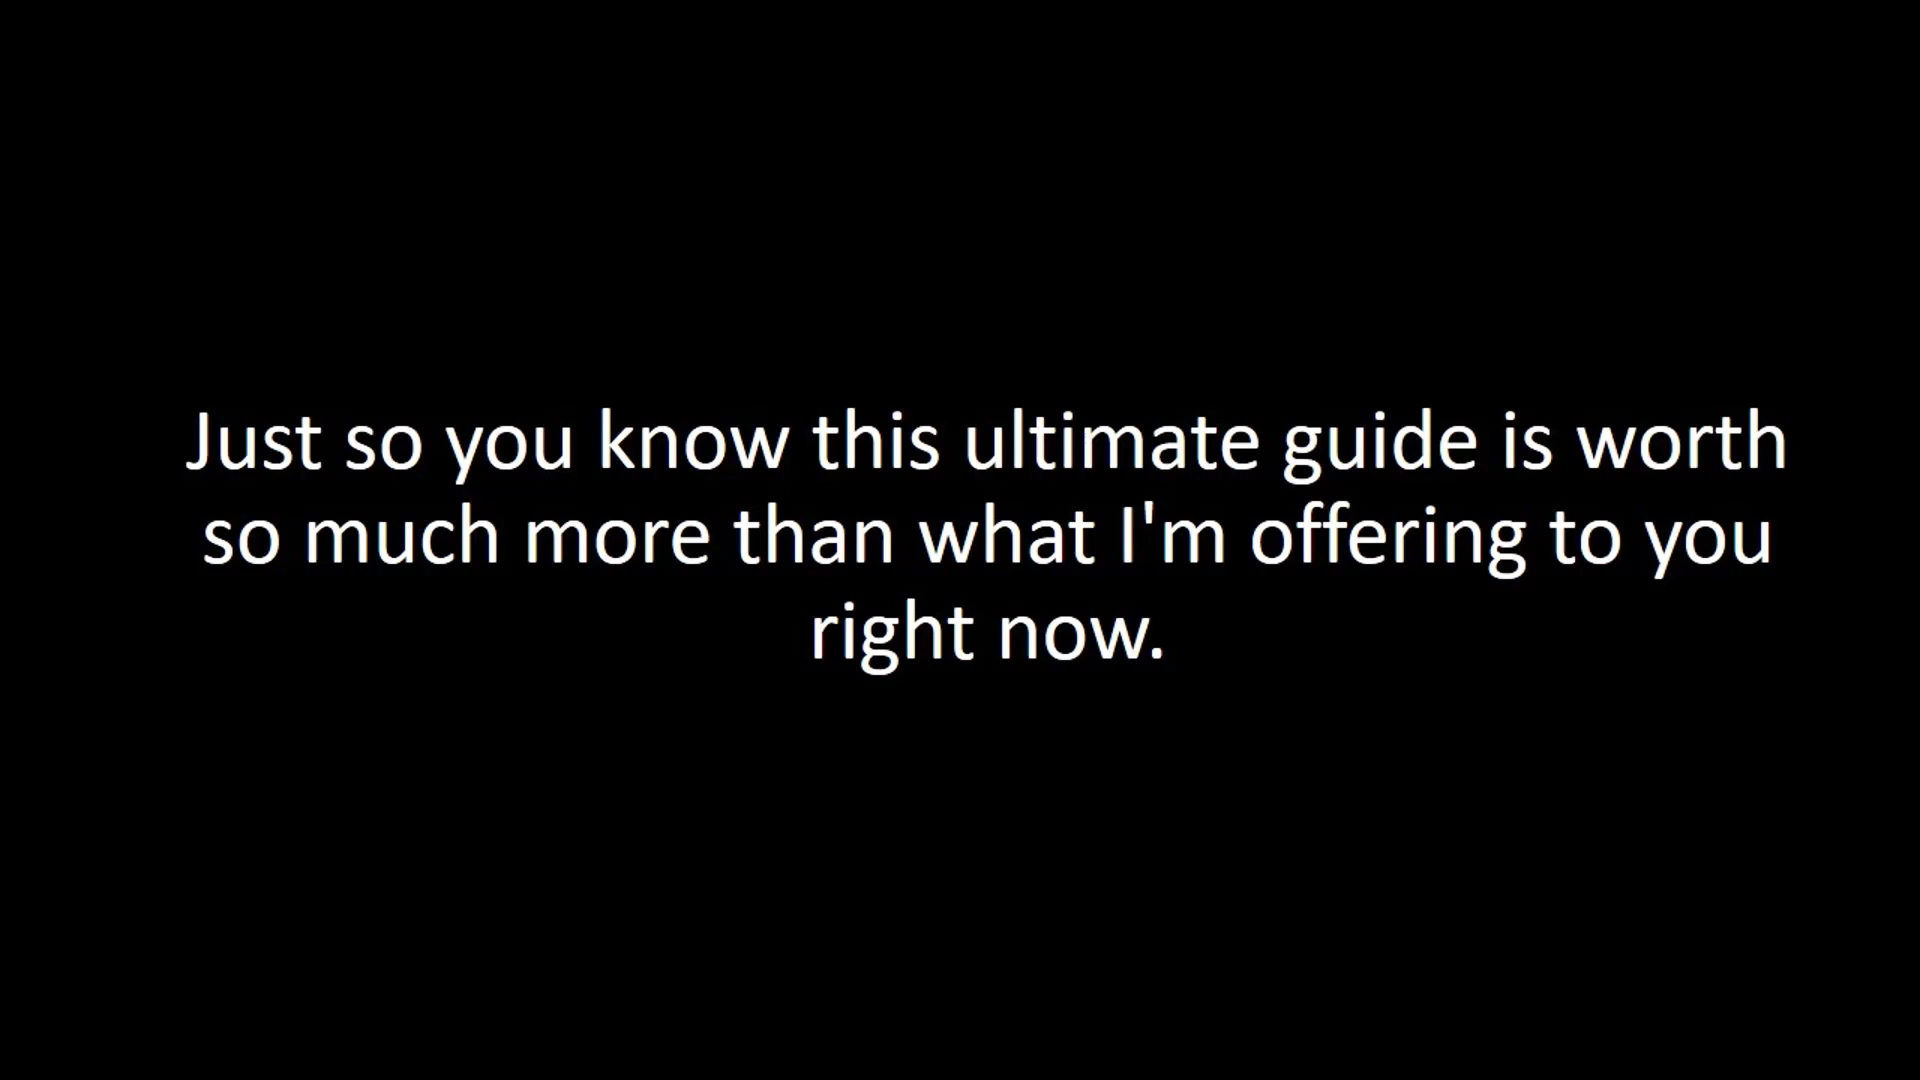 Just so you know this ultimate guide is worth
so much more than what I'm offering to you
right now.